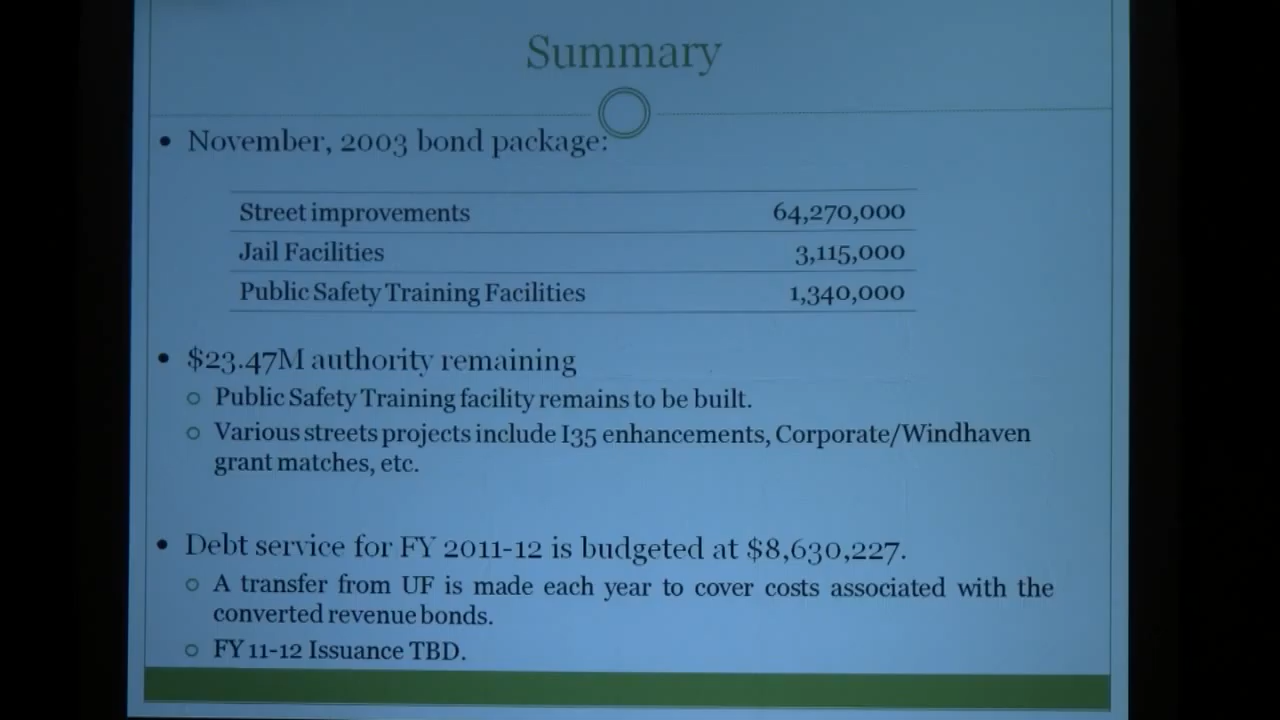 Summary
• November, 2003 bond package:
Street improvements 64,270,000
Jail Facilities 3,115,000
Public Safety Training Facilities 1,340,000
• $23.47M authority remaining
○ Public Safety Training facility remains to be built.
○ Various streets projects include I35 enhancements, Corporate/Windhaven
grant matches, etc.
• Debt service for FY 2011-12 is budgeted at $8,630,227.
○ A transfer from UF is made each year to cover costs associated with the
converted revenue bonds.
○ FY 11-12 Issuance TBD.